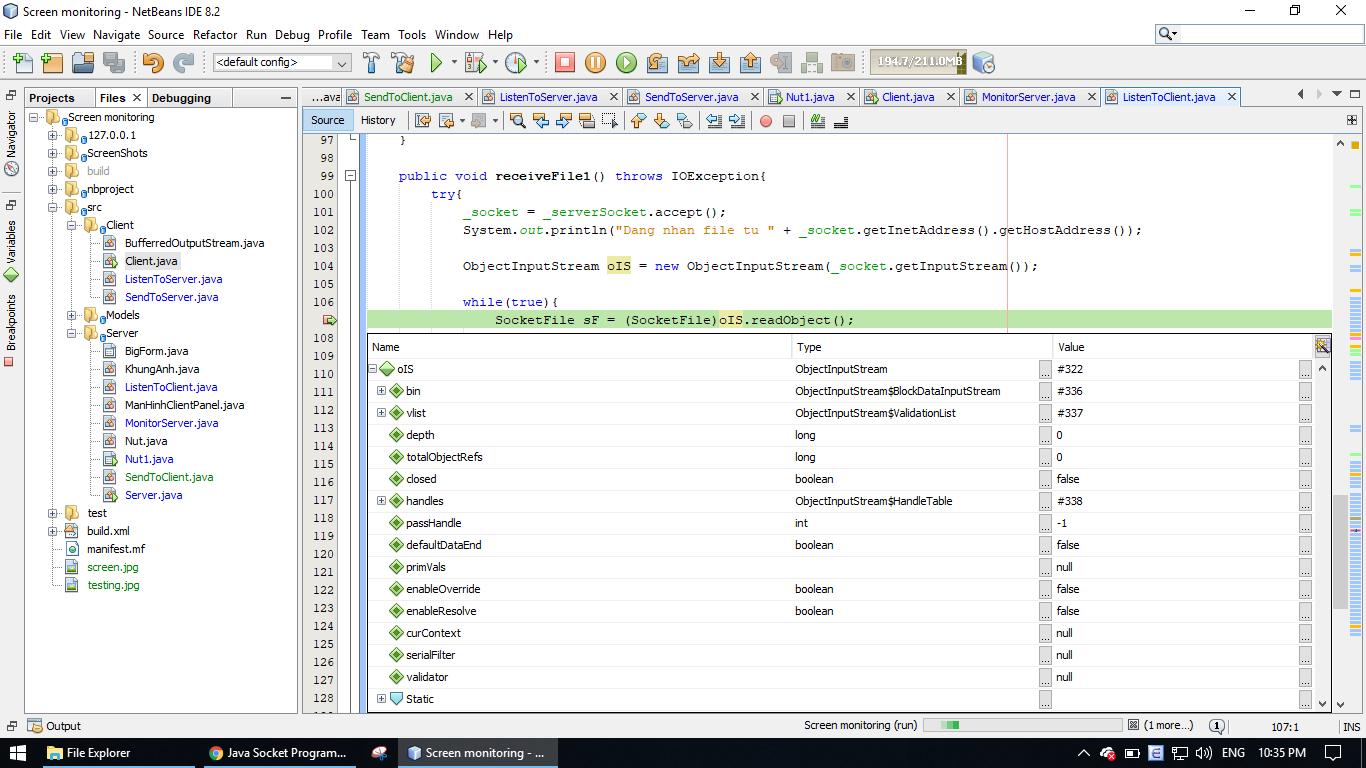 Screen monitoring - NetBeans IDE 8.2
File Edit View Navigate Source Refactor Run Debug Profile Team Tools Window Help
<default config> 194.7/211.0MB
Projects Files Debugging
...ava SendToClient.java ListenToServer.java SendToServer.java Nut1.java Client.java MonitorServer.java ListenToClient.java
Source History
Navigator
Variables
Breakpoints
Screen monitoring
127.0.0.1
ScreenShots
build
nbproject
src
Client
BufferredOutputStream.java
Client.java
ListenToServer.java
SendToServer.java
Models
Server
BigForm.java
KhungAnh.java
ListenToClient.java
ManHinhClientPanel.java
MonitorServer.java
Nut.java
Nut1.java
SendToClient.java
Server.java
test
build.xml
manifest.mf
screen.jpg
testing.jpg
97 }
98
99 public void receiveFile1() throws IOException{
100 try{
101 _socket = _serverSocket.accept();
102 System.out.println("Dang nhan file tu " + _socket.getInetAddress().getHostAddress());
103
104 ObjectInputStream oIS = new ObjectInputStream(_socket.getInputStream());
105
106 while(true){
SocketFile sF = (SocketFile)oIS.readObject();
108
109
110
111
112
113
114
115
116
117
118
119
120
121
122
123
124
125
126
127
128
Name Type Value
oIS ObjectInputStream ... #322 ...
bin ObjectInputStream$BlockDataInputStream ... #336 ...
vlist ObjectInputStream$ValidationList ... #337 ...
depth long ... 0 ...
totalObjectRefs long ... 0 ...
closed boolean ... false ...
handles ObjectInputStream$HandleTable ... #338 ...
passHandle int ... -1 ...
defaultDataEnd boolean ... false ...
primVals ... null ...
enableOverride boolean ... false ...
enableResolve boolean ... false ...
curContext ... null ...
serialFilter ... null ...
validator ... null ...
Static ... ...
Output Screen monitoring (run) (1 more...) 1 107:1 INS
File Explorer Java Socket Program... Screen monitoring - ... ENG 10:35 PM